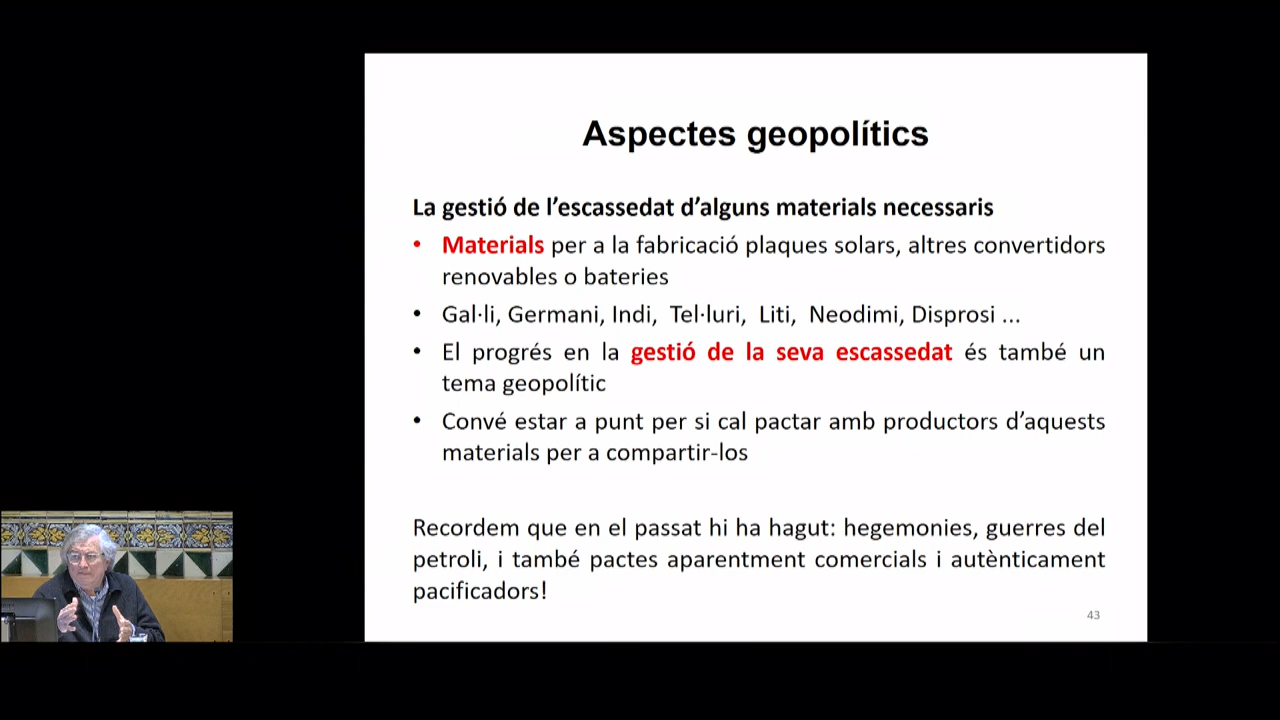 Aspectes geopolítics
La gestió de l’escassedat d’alguns materials necessaris
• Materials per a la fabricació plaques solars, altres convertidors
renovables o bateries
• Gal·li, Germani, Indi, Tel·luri, Liti, Neodimi, Disprosi ...
• El progrés en la gestió de la seva escassedat és també un
tema geopolític
• Convé estar a punt per si cal pactar amb productors d’aquests
materials per a compartir-los
Recordem que en el passat hi ha hagut: hegemonies, guerres del
petroli, i també pactes aparentment comercials i autènticament
pacificadors!
43